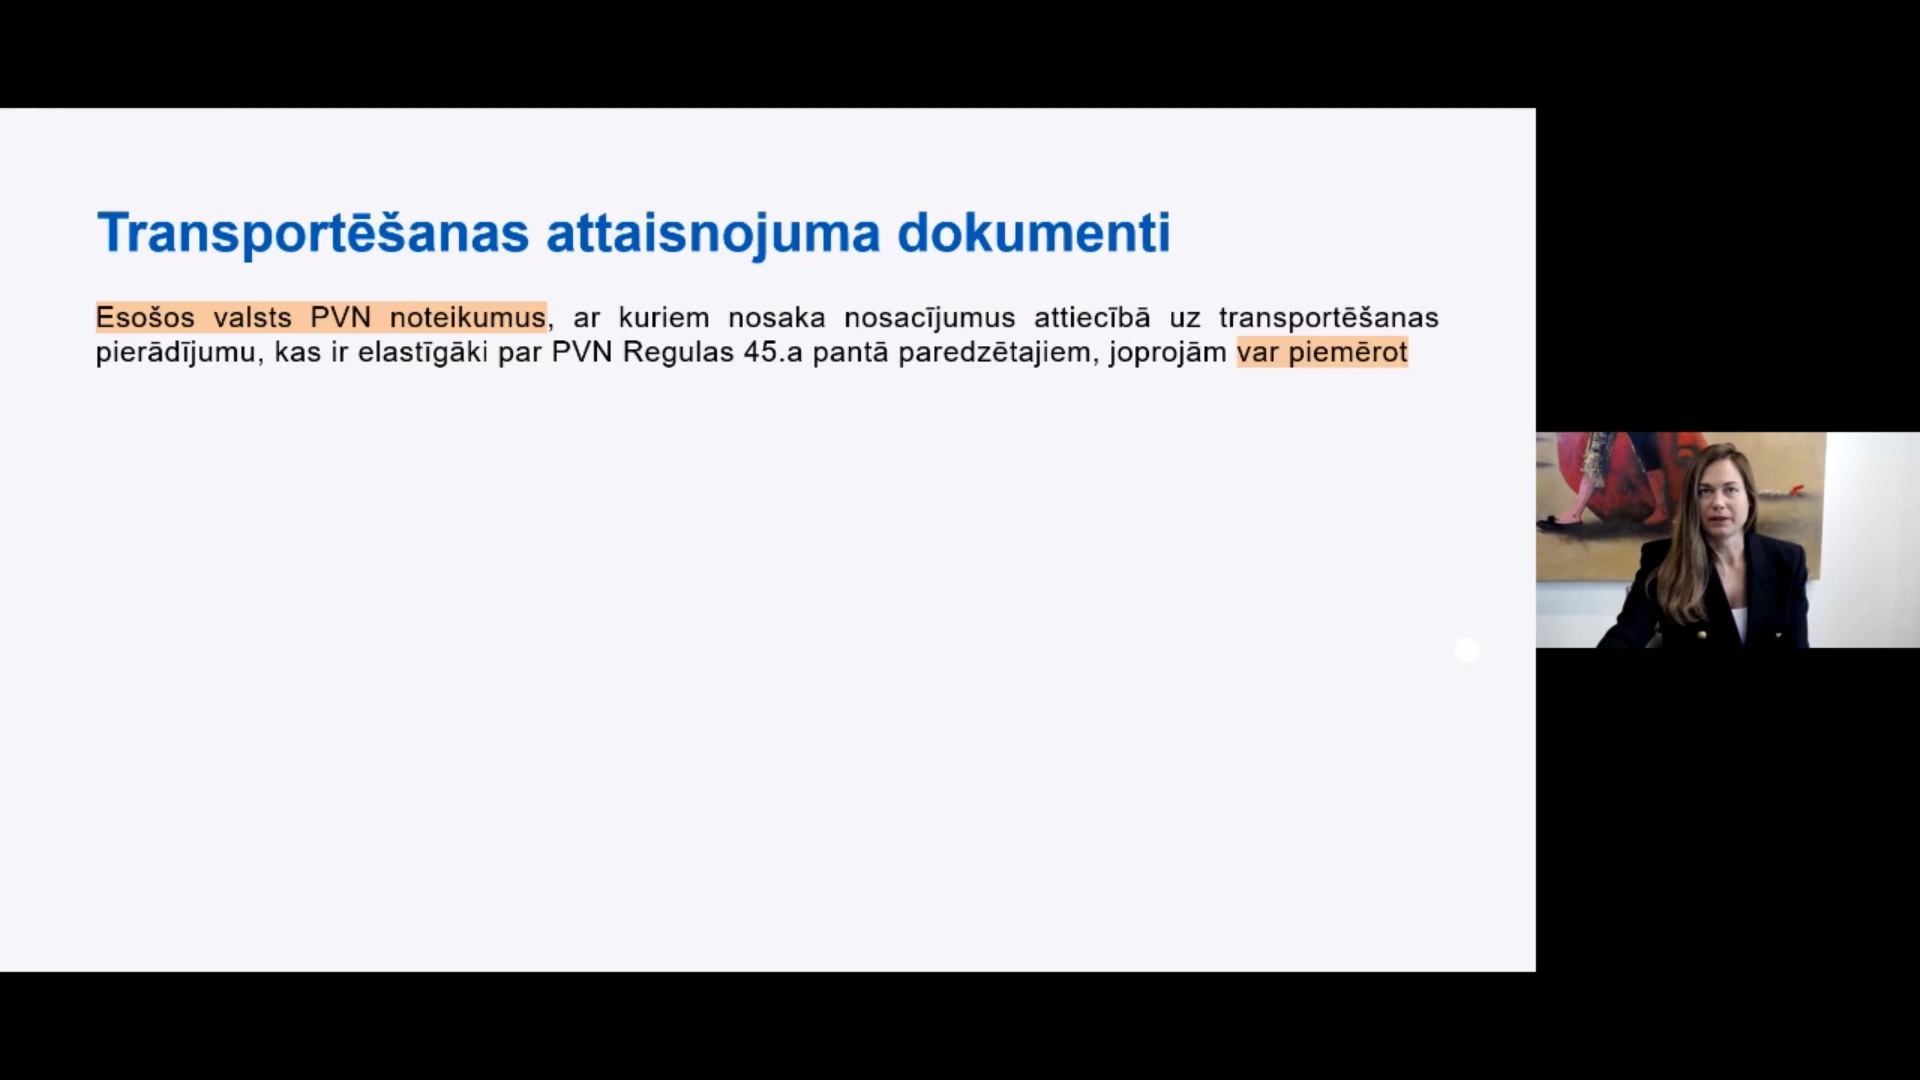 Transportēšanas attaisnojuma dokumenti
Esošos valsts PVN noteikumus, ar kuriem nosaka nosacījumus attiecībā uz transportēšanas
pierādījumu, kas ir elastīgāki par PVN Regulas 45.a pantā paredzētajiem, joprojām var piemērot